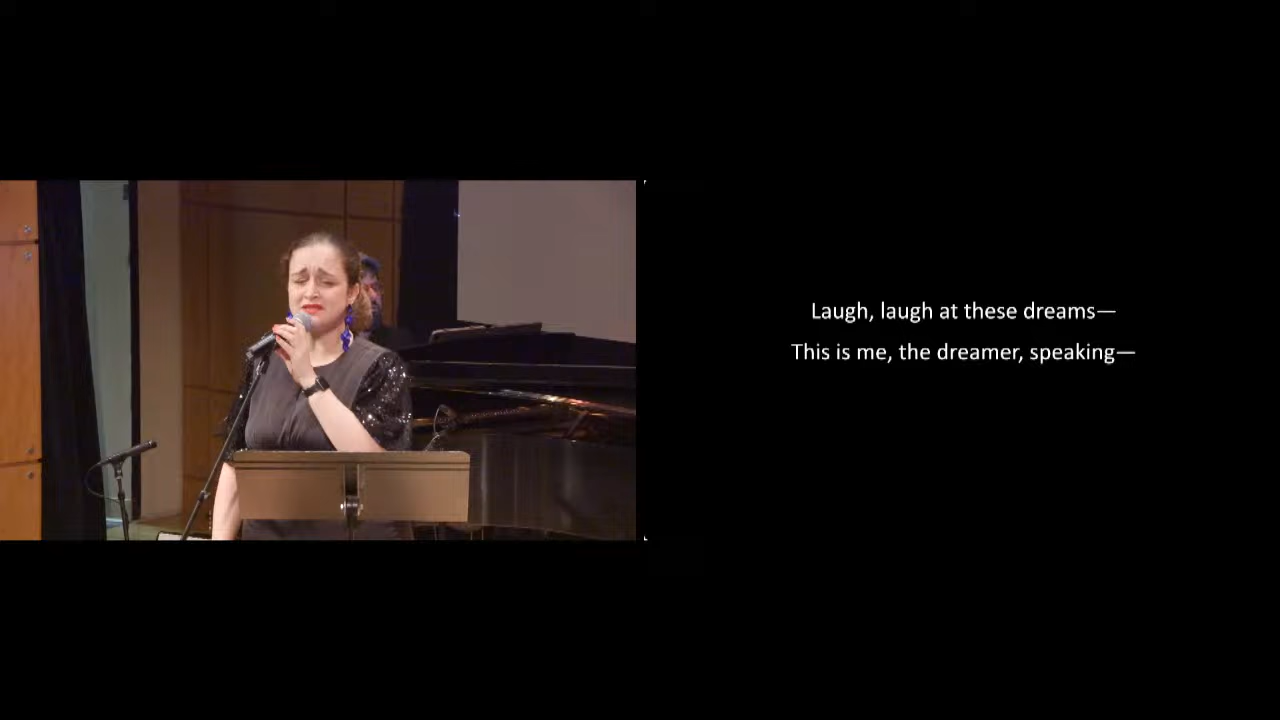 Laugh, laugh at these dreams—
This is me, the dreamer, speaking—